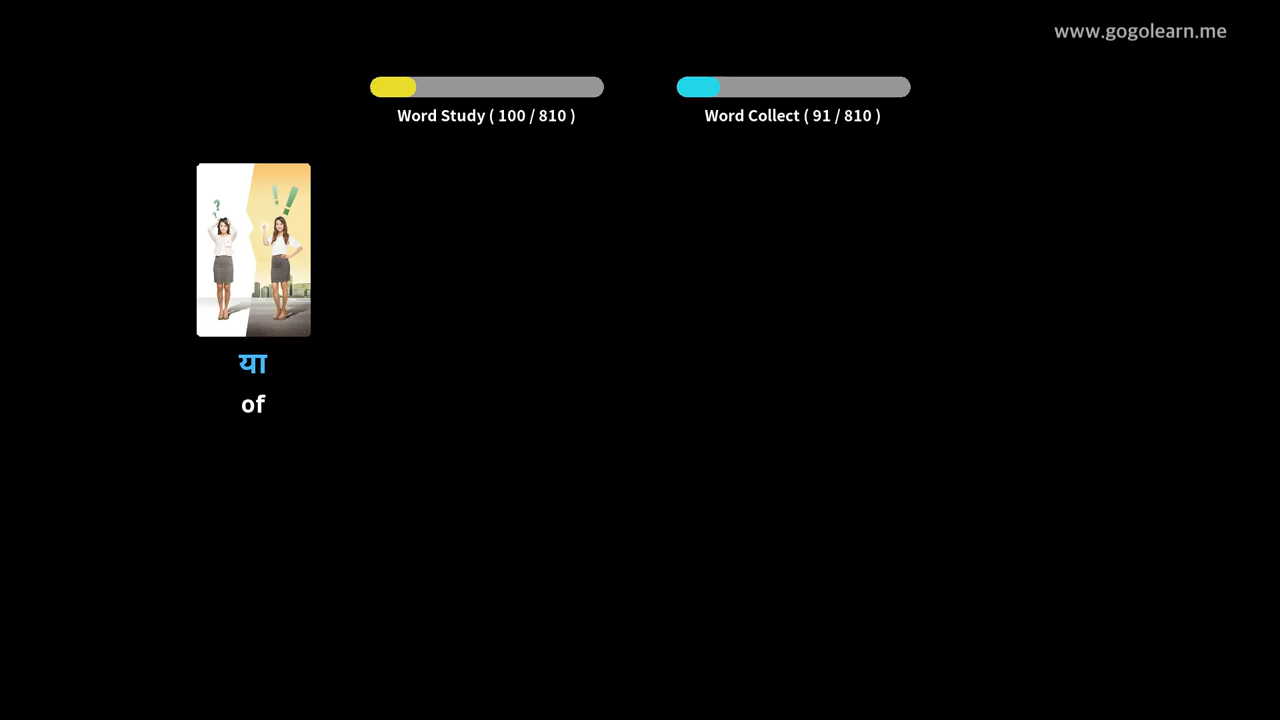 www.gogolearn.me
Word Study ( 100 / 810 )
Word Collect ( 91 / 810 )
? ?
! !
या
of